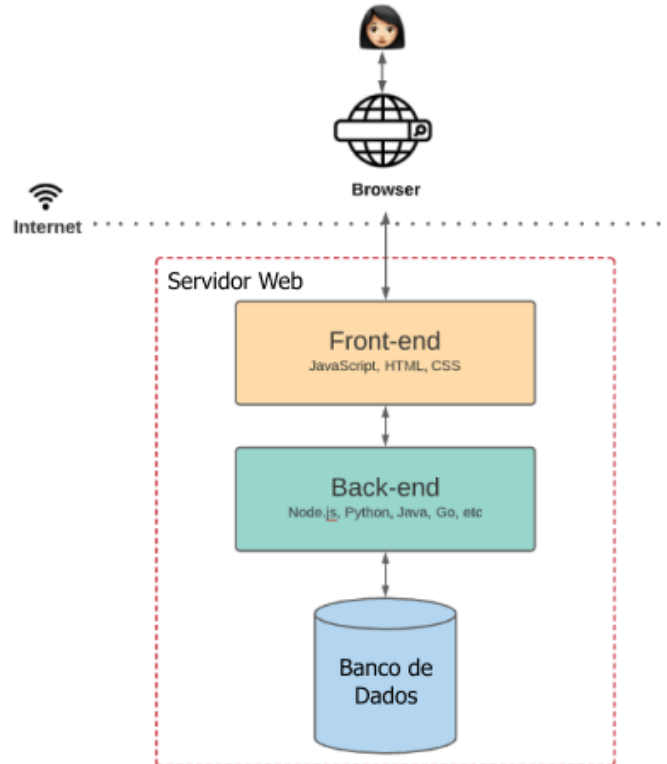 Browser
Internet
Servidor Web
Front-end
JavaScript, HTML, CSS
Back-end
Node.js, Python, Java, Go, etc
Banco de
Dados